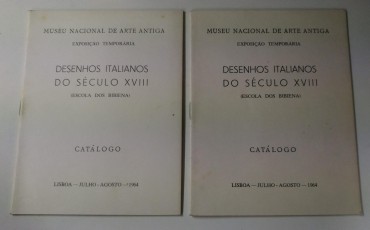 MUSEU NACIONAL DE ARTE ANTIGA
EXPOSIÇÃO TEMPORÁRIA
DESENHOS ITALIANOS
DO SÉCULO XVIII
(ESCOLA DOS BIBIENA)
CATÁLOGO
LISBOA — JULHO - AGOSTO — 1968
MUSEU NACIONAL DE ARTE ANTIGA
EXPOSIÇÃO TEMPORÁRIA
DESENHOS ITALIANOS
DO SÉCULO XVIII
(ESCOLA DOS BIBIENA)
CATÁLOGO
LISBOA — JULHO - AGOSTO — 1968